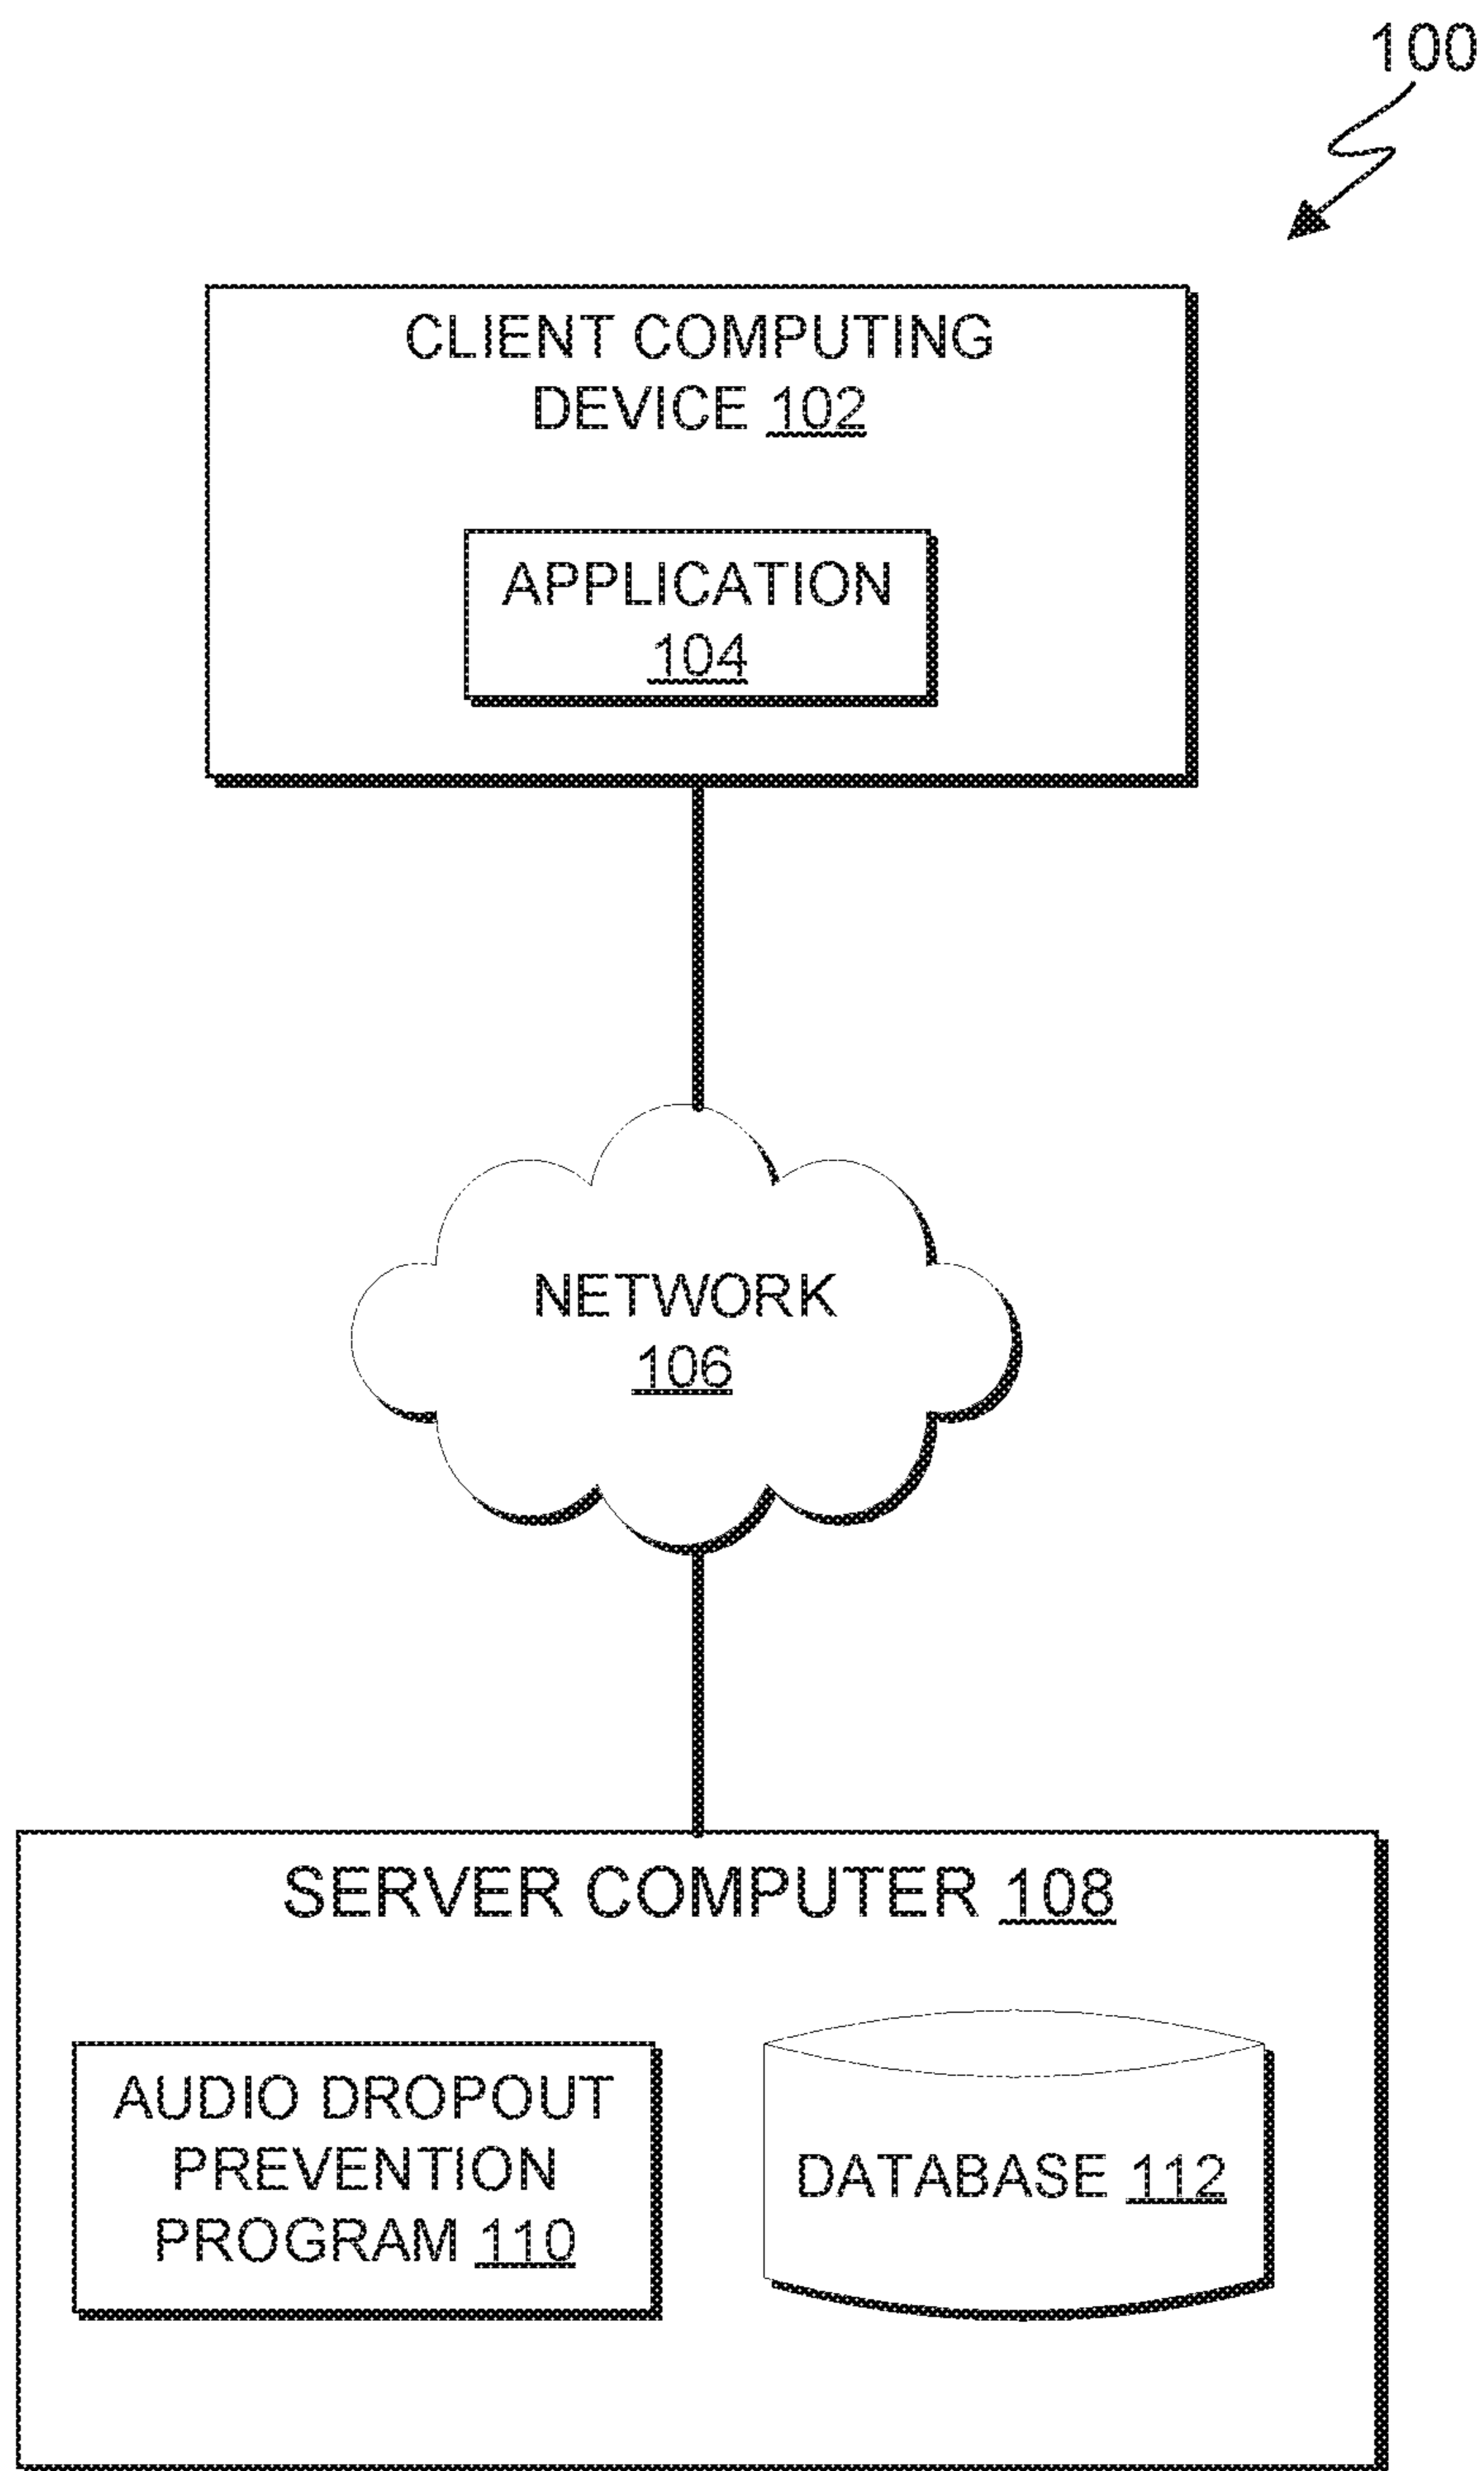 100
CLIENT COMPUTING
DEVICE 102
APPLICATION
104
NETWORK
106
SERVER COMPUTER 108
AUDIO DROPOUT
PREVENTION
PROGRAM 110
DATABASE 112